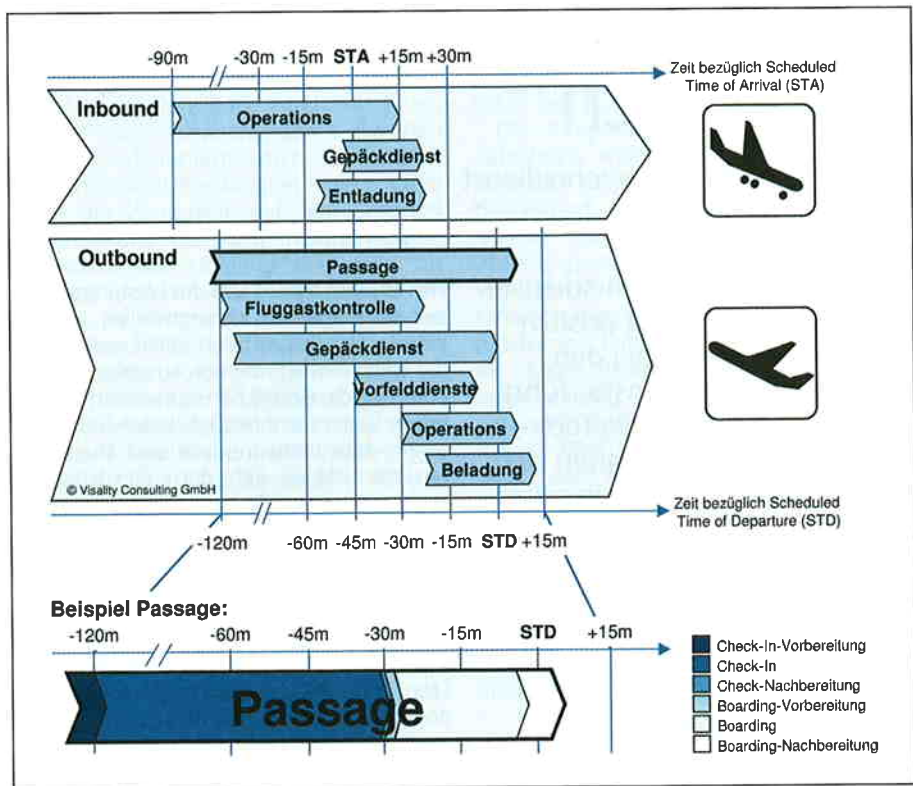 -90m -30m -15m STA +15m +30m
Zeit bezüglich Scheduled
Time of Arrival (STA)
Inbound
Operations
Gepäckdienst
Entladung
Outbound
Passage
Fluggastkontrolle
Gepäckdienst
Vorfelddienste
Operations
Beladung
© Visality Consulting GmbH
Zeit bezüglich Scheduled
Time of Departure (STD)
-120m -60m -45m -30m -15m STD +15m
Beispiel Passage:
-120m -60m -45m -30m -15m STD +15m
Passage
Check-In-Vorbereitung
Check-In
Check-Nachbereitung
Boarding-Vorbereitung
Boarding
Boarding-Nachbereitung